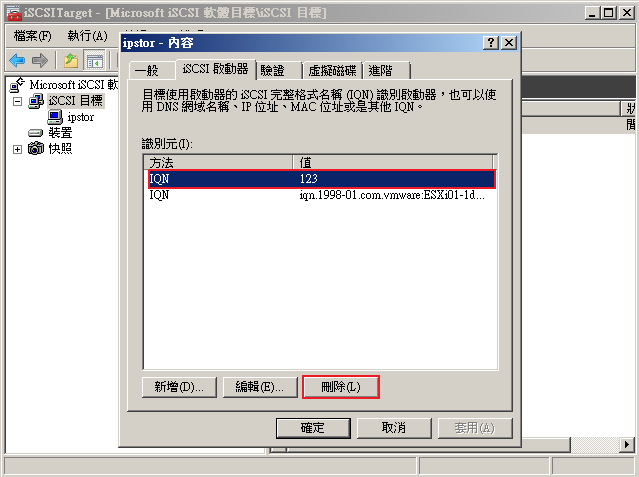 iSCSITarget - [Microsoft iSCSI 軟體目標\iSCSI 目標]
檔案(F) 執行(A)
Microsoft iSCSI 軟
iSCSI 目標
ipstor
裝置
快照
狀
閒
ipstor - 內容
一般 iSCSI 啟動器 驗證 虛擬磁碟 進階
目標使用啟動器的 iSCSI 完整格式名稱 (IQN) 識別啟動器，也可以使
用 DNS 網域名稱、IP 位址、MAC 位址或是其他 IQN。
識別元(I):
方法 值
IQN 123
IQN iqn.1998-01.com.vmware:ESXi01-1d...
新增(D)... 編輯(E)... 刪除(L)
確定 取消 套用(A)